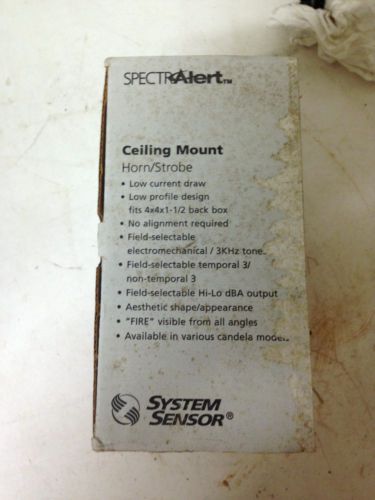 SPECTRAlert™
Ceiling Mount
Horn/Strobe
• Low current draw
• Low profile design
fits 4x4x1-1/2 back box
• No alignment required
• Field-selectable
electromechanical / 3KHz tone
• Field-selectable temporal 3/
non-temporal 3
• Field-selectable Hi-Lo dBA output
• Aesthetic shape/appearance
• "FIRE" visible from all angles
• Available in various candela models
SYSTEM
SENSOR®